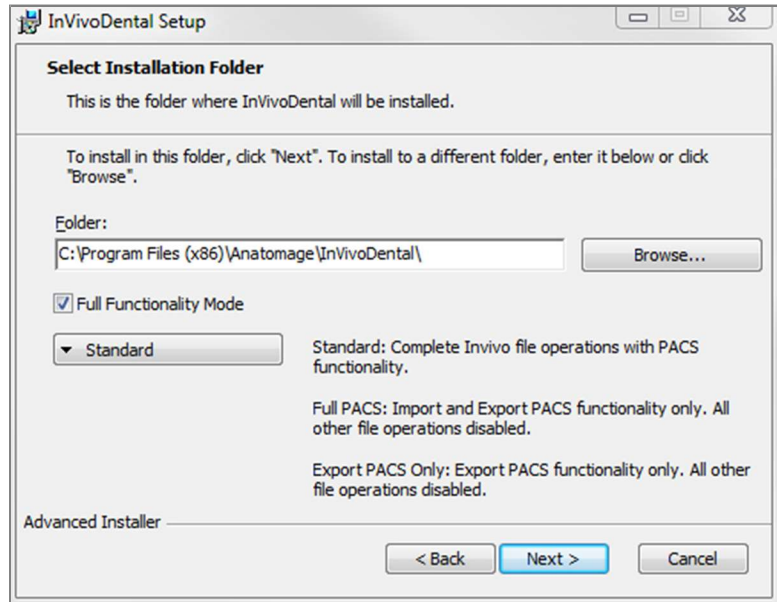 InVivoDental Setup
Select Installation Folder
This is the folder where InVivoDental will be installed.
To install in this folder, click "Next". To install to a different folder, enter it below or click
"Browse".
Folder:
C:\Program Files (x86)\Anatomage\InVivoDental\
Browse...
Full Functionality Mode
Standard
Standard: Complete Invivo file operations with PACS
functionality.
Full PACS: Import and Export PACS functionality only. All
other file operations disabled.
Export PACS Only: Export PACS functionality only. All other
file operations disabled.
Advanced Installer
< Back
Next >
Cancel